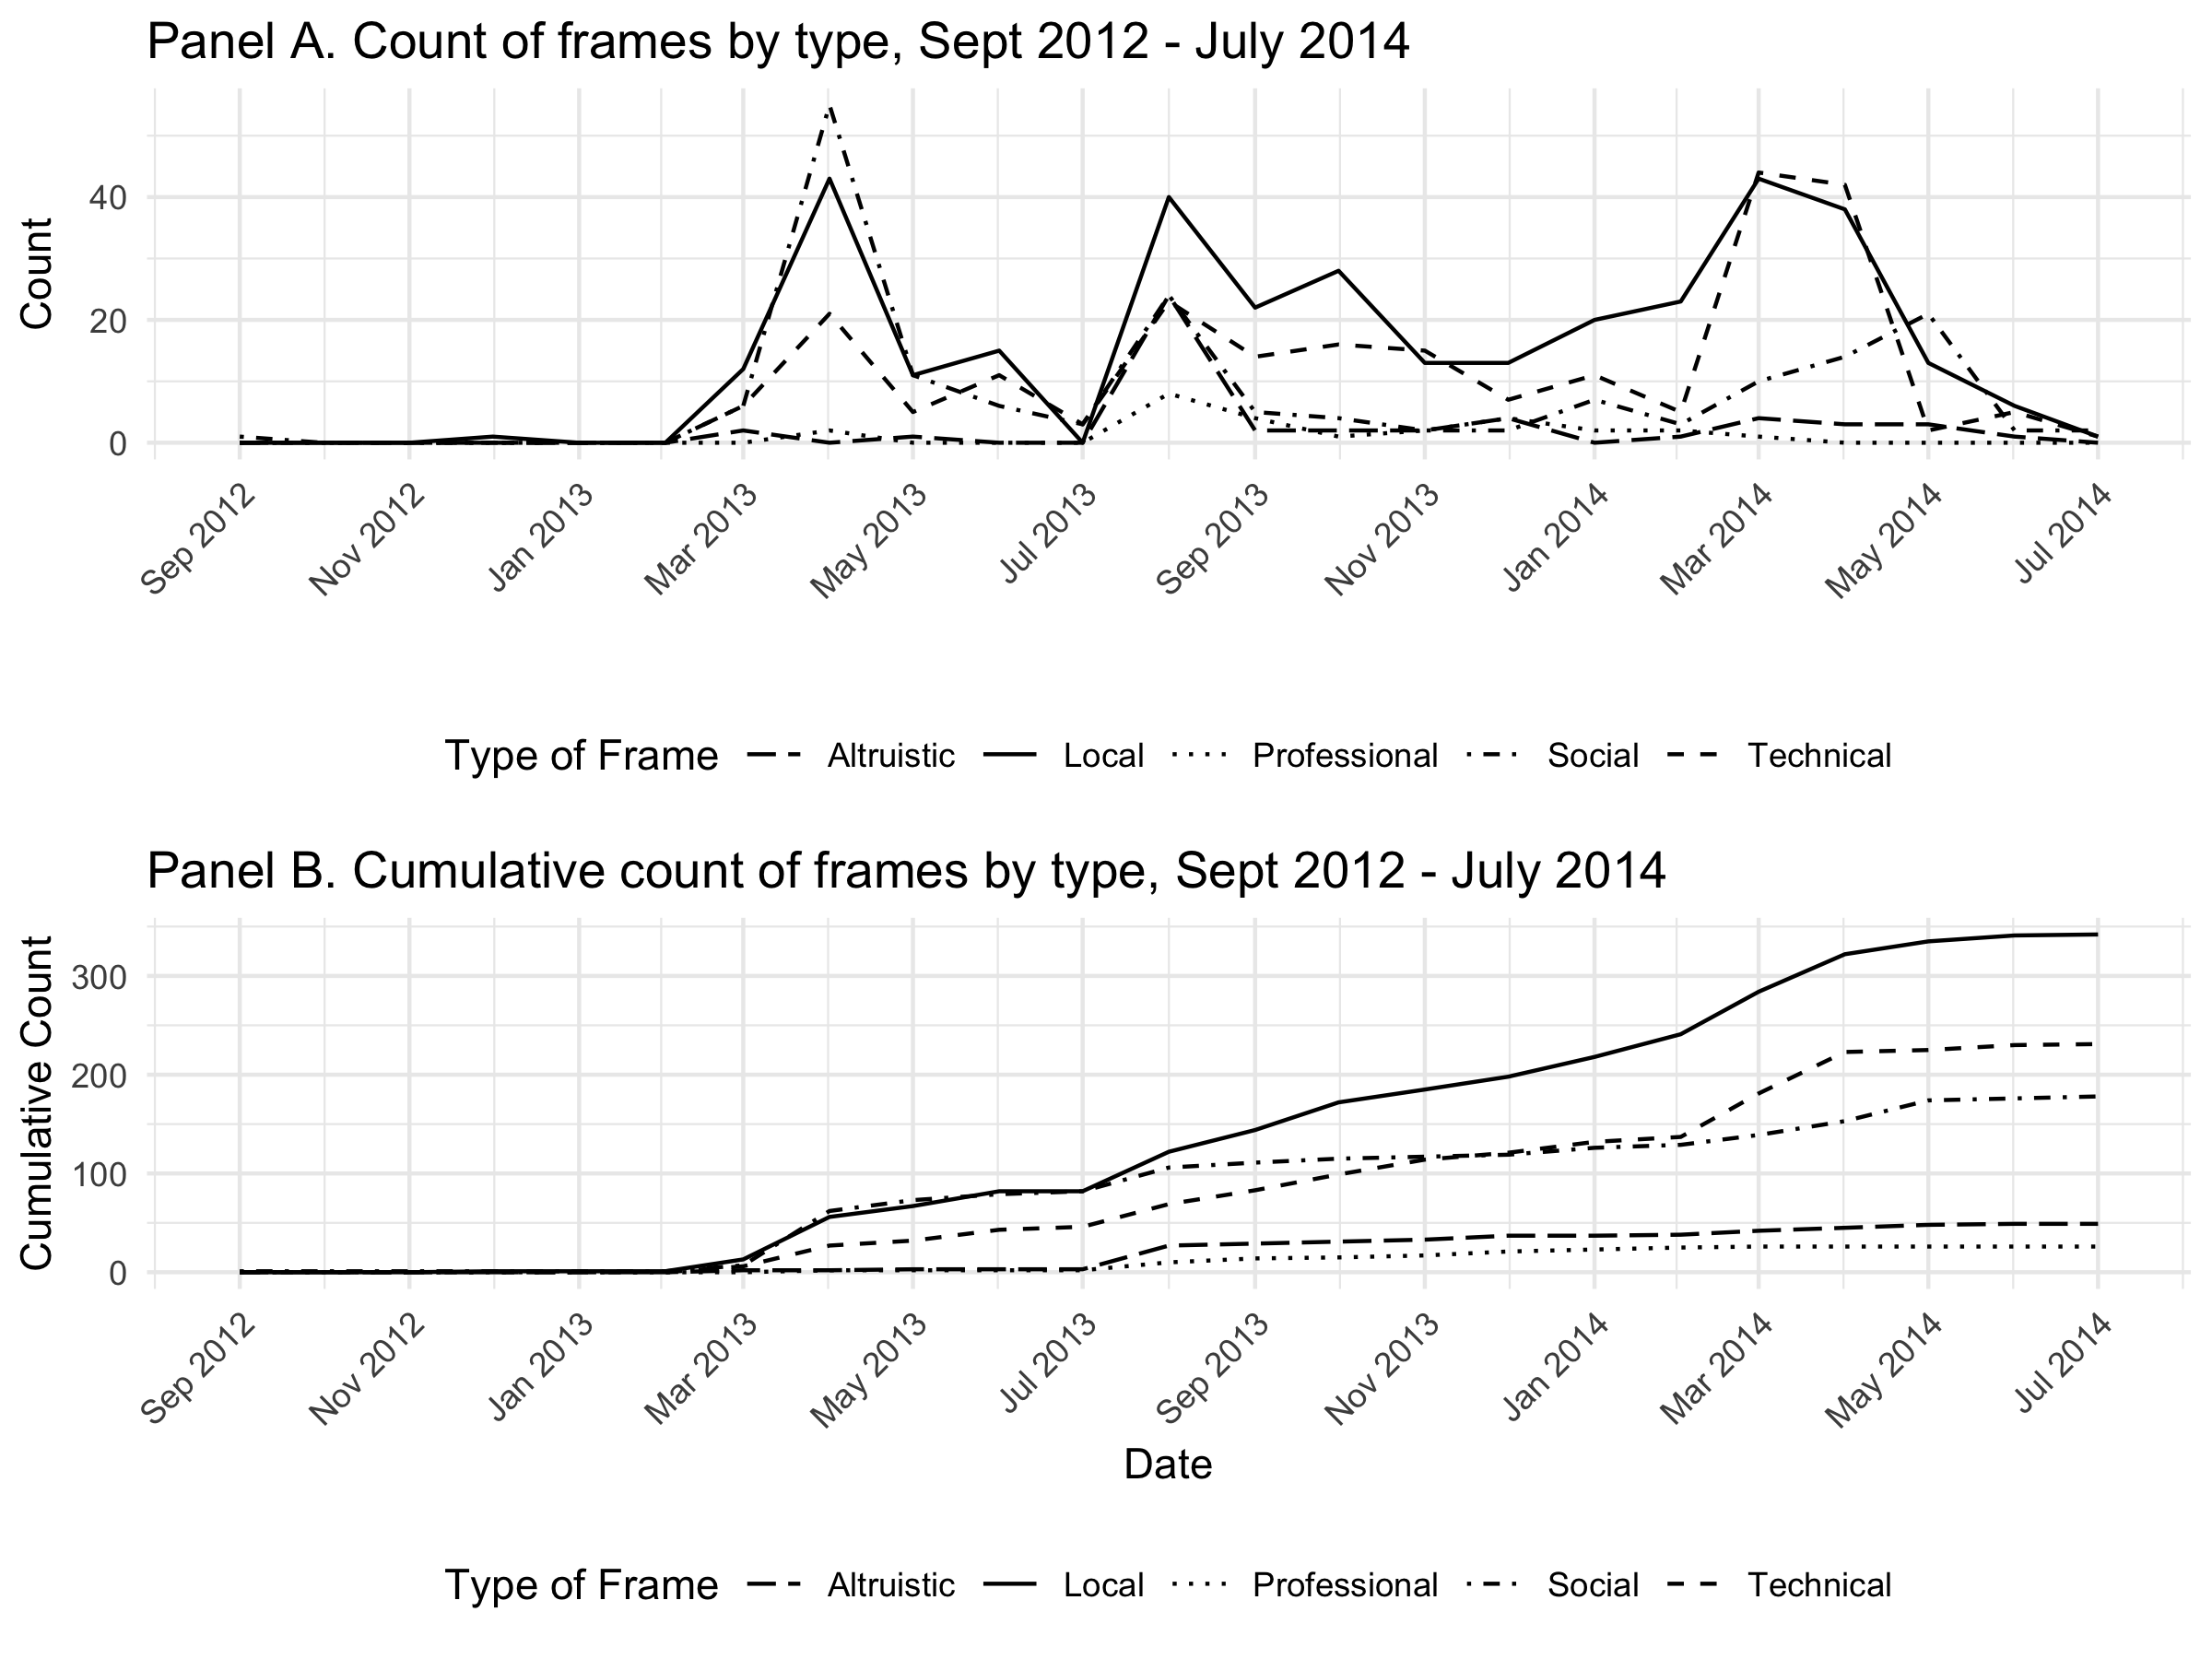 Panel A. Count of frames by type, Sept 2012 - July 2014
Count
40
20
0
Sep 2012 Nov 2012 Jan 2013 Mar 2013 May 2013 Jul 2013 Sep 2013 Nov 2013 Jan 2014 Mar 2014 May 2014 Jul 2014
Type of Frame Altruistic Local Professional Social Technical
Panel B. Cumulative count of frames by type, Sept 2012 - July 2014
Cumulative Count
300
200
100
0
Sep 2012 Nov 2012 Jan 2013 Mar 2013 May 2013 Jul 2013 Sep 2013 Nov 2013 Jan 2014 Mar 2014 May 2014 Jul 2014
Date
Type of Frame Altruistic Local Professional Social Technical